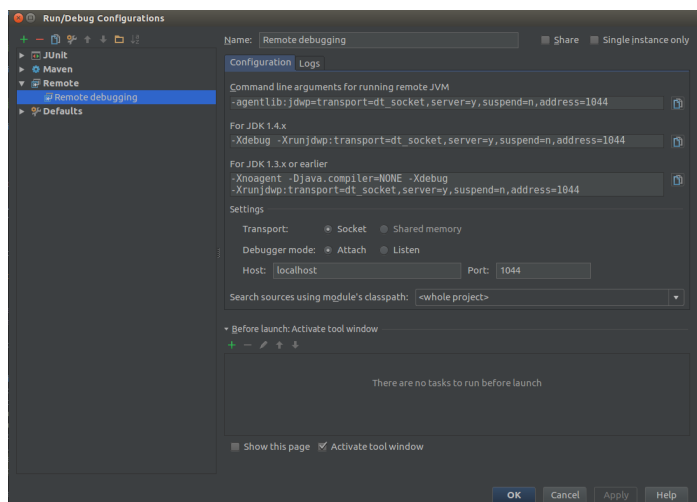 Run/Debug Configurations
Name: Remote debugging
Share
Single instance only
JUnit
Maven
Remote
Remote debugging
Defaults
Configuration
Logs
Command line arguments for running remote JVM
-agentlib:jdwp=transport=dt_socket,server=y,suspend=n,address=1044
For JDK 1.4.x
-Xdebug -Xrunjdwp:transport=dt_socket,server=y,suspend=n,address=1044
For JDK 1.3.x or earlier
-Xnoagent -Djava.compiler=NONE -Xdebug
-Xrunjdwp:transport=dt_socket,server=y,suspend=n,address=1044
Settings
Transport: Socket Shared memory
Debugger mode: Attach Listen
Host: localhost Port: 1044
Search sources using module's classpath: <whole project>
Before launch: Activate tool window
There are no tasks to run before launch
Show this page Activate tool window
OK Cancel Apply Help